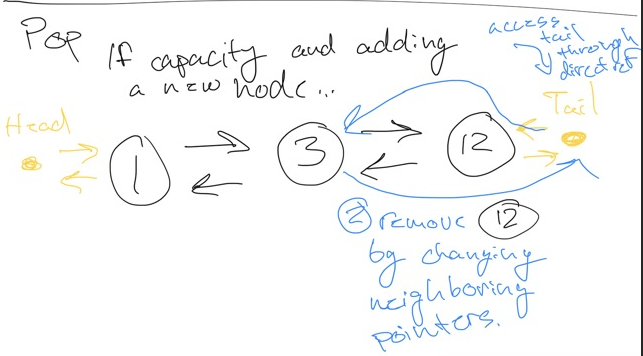 Pop
If capacity and adding
a new node...
access
tail
through
direct ref
Head
Tail
1
3
12
2 remove 12
by changing
neighboring
pointers.